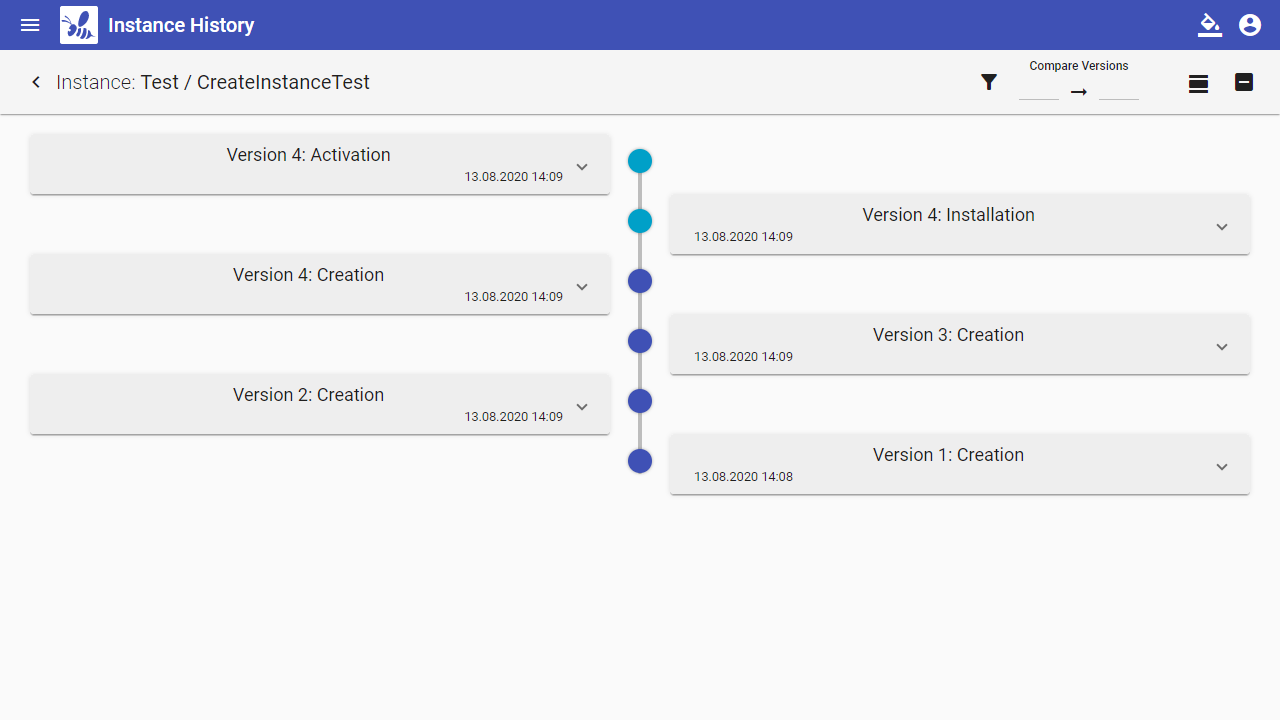 Instance History
Instance: Test / CreateInstanceTest
Compare Versions
Version 4: Activation
13.08.2020 14:09
Version 4: Installation
13.08.2020 14:09
Version 4: Creation
13.08.2020 14:09
Version 3: Creation
13.08.2020 14:09
Version 2: Creation
13.08.2020 14:09
Version 1: Creation
13.08.2020 14:08